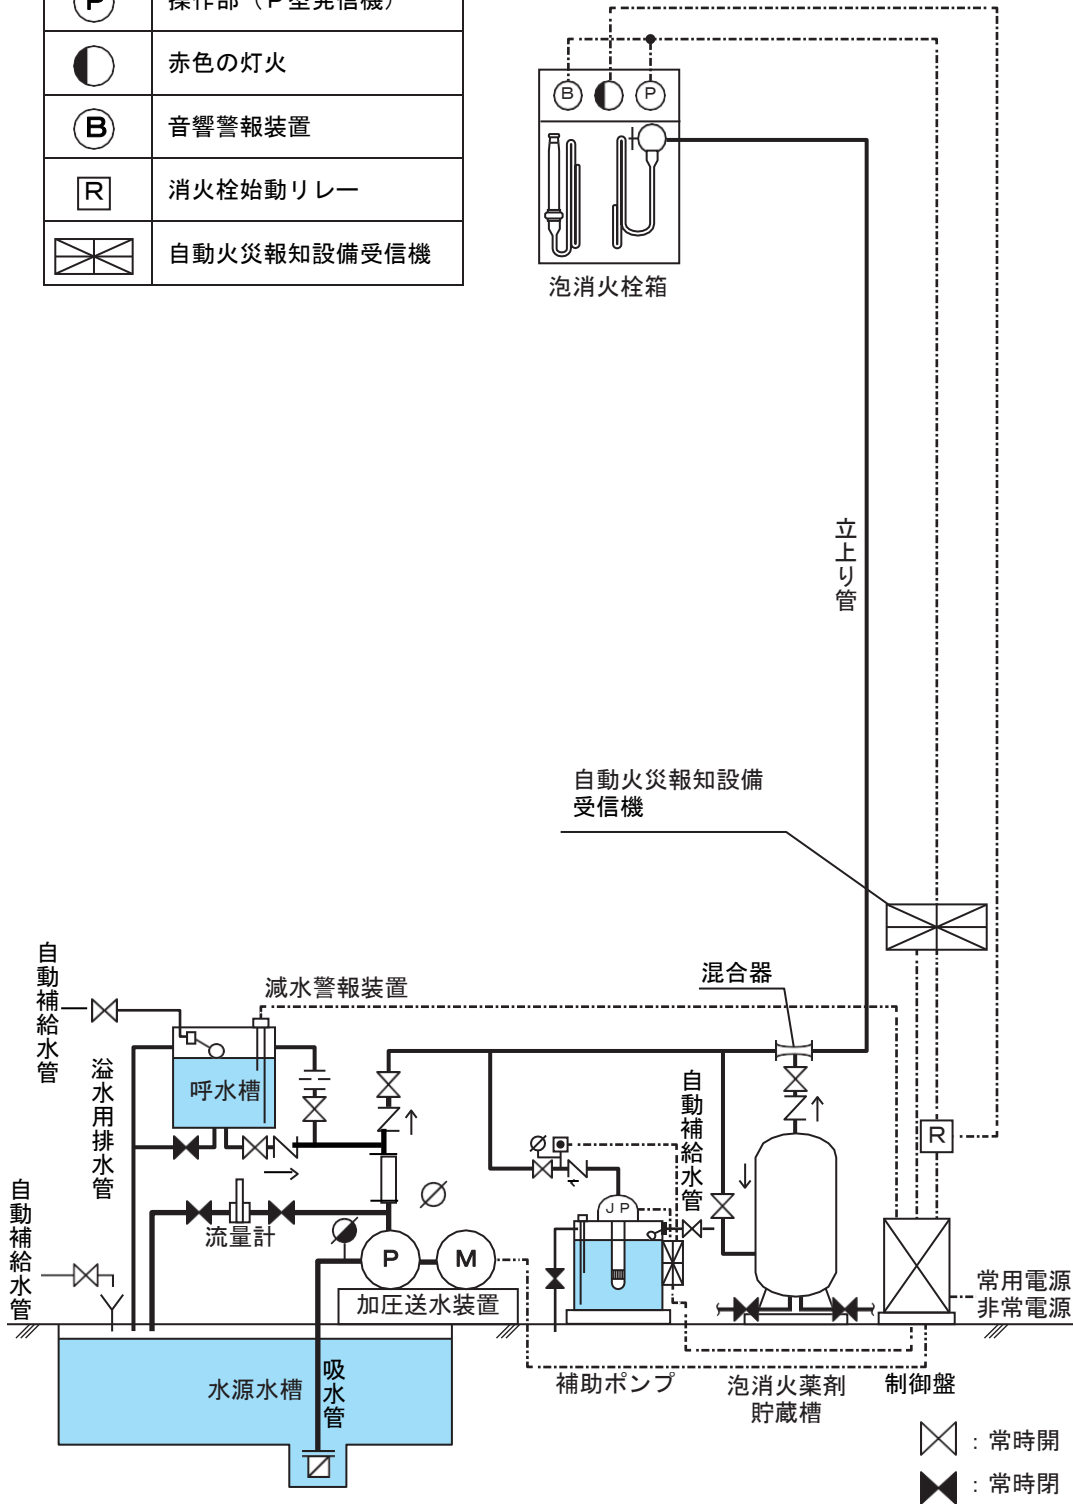 P 操作部（P型発信機）
赤色の灯火
B 音響警報装置
R 消火栓始動リレー
自動火災報知設備受信機
B P
泡消火栓箱
立上り管
自動火災報知設備
受信機
混合器
自動補給水管
減水警報装置
溢水用排水管
呼水槽
自動補給水管
R
自動補給水管
流量計
JP
P M
加圧送水装置
常用電源
非常電源
水源水槽
吸水管
補助ポンプ
泡消火薬剤
貯蔵槽
制御盤
：常時開
：常時閉